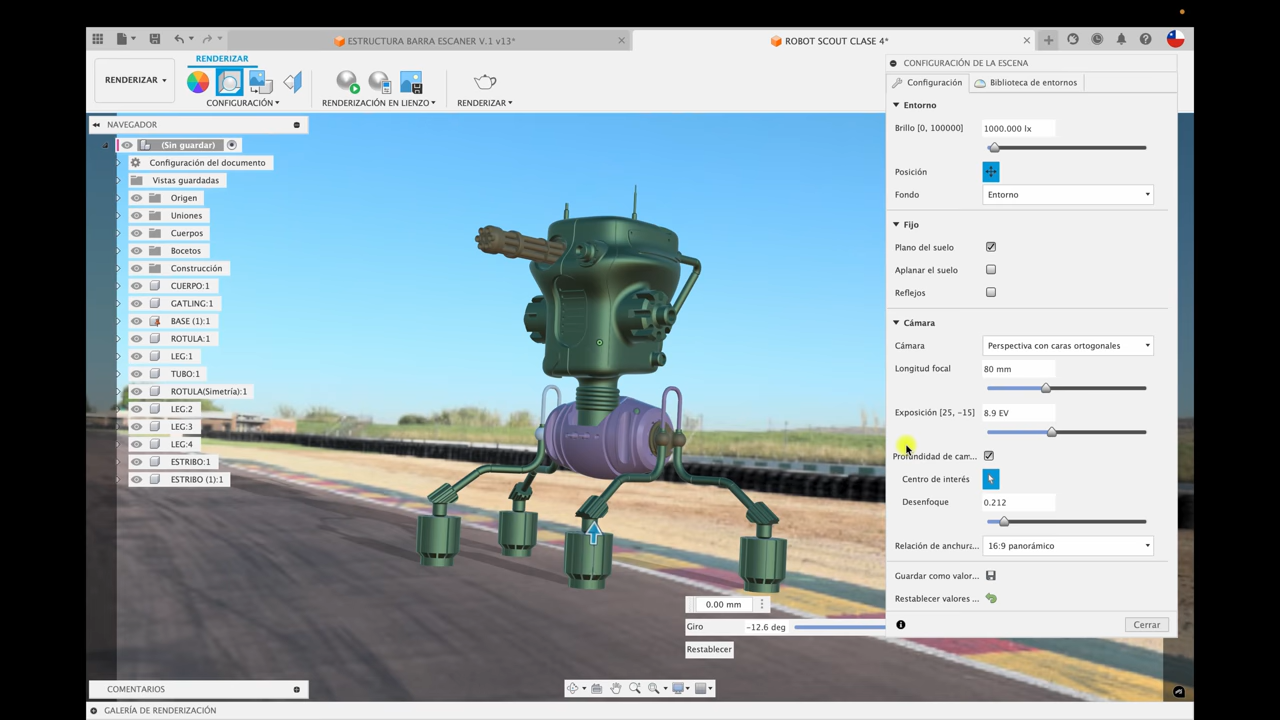 ESTRUCTURA BARRA ESCANER V.1 v13*
ROBOT SCOUT CLASE 4*
RENDERIZAR
RENDERIZAR
CONFIGURACIÓN
RENDERIZACIÓN EN LIENZO
RENDERIZAR
NAVEGADOR
(Sin guardar)
Configuración del documento
Vistas guardadas
Origen
Uniones
Cuerpos
Bocetos
Construcción
CUERPO:1
GATLING:1
BASE (1):1
ROTULA:1
LEG:1
TUBO:1
ROTULA(Simetría):1
LEG:2
LEG:3
LEG:4
ESTRIBO:1
ESTRIBO (1):1
CONFIGURACIÓN DE LA ESCENA
Configuración
Biblioteca de entornos
Entorno
Brillo [0, 100000]
1000.000 lx
Posición
Fondo
Entorno
Fijo
Plano del suelo
Aplanar el suelo
Reflejos
Cámara
Cámara
Perspectiva con caras ortogonales
Longitud focal
80 mm
Exposición [25, -15]
8.9 EV
Profundidad de cam...
Centro de interés
Desenfoque
0.212
Relación de anchura...
16:9 panorámico
Guardar como valor...
Restablecer valores ...
Cerrar
0.00 mm
Giro
-12.6 deg
Restablecer
COMENTARIOS
GALERÍA DE RENDERIZACIÓN